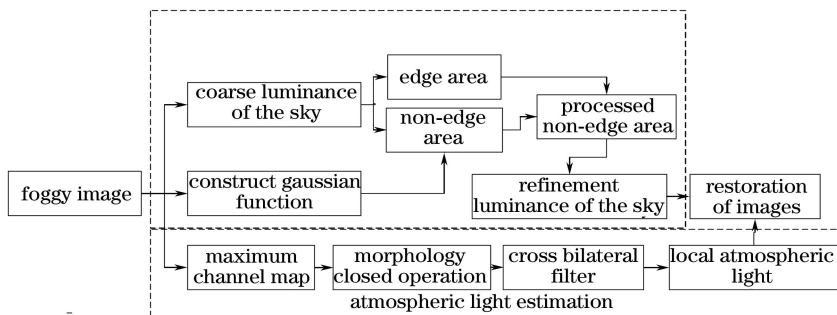 edge area
coarse luminance
of the sky
processed
non-edge area
non-edge
area
foggy image
construct gaussian
function
refinement
luminance of the sky
restoration
of images
maximum
channel map
morphology
closed operation
cross bilateral
filter
local atmospheric
light
atmospheric light estimation